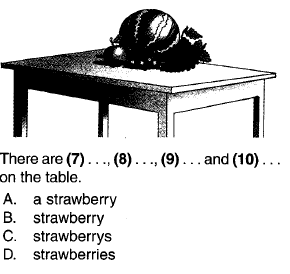 There are (7) . . ., (8) . . ., (9) . . . and (10) . . .
on the table.
A. a strawberry
B. strawberry
C. strawberrys
D. strawberries